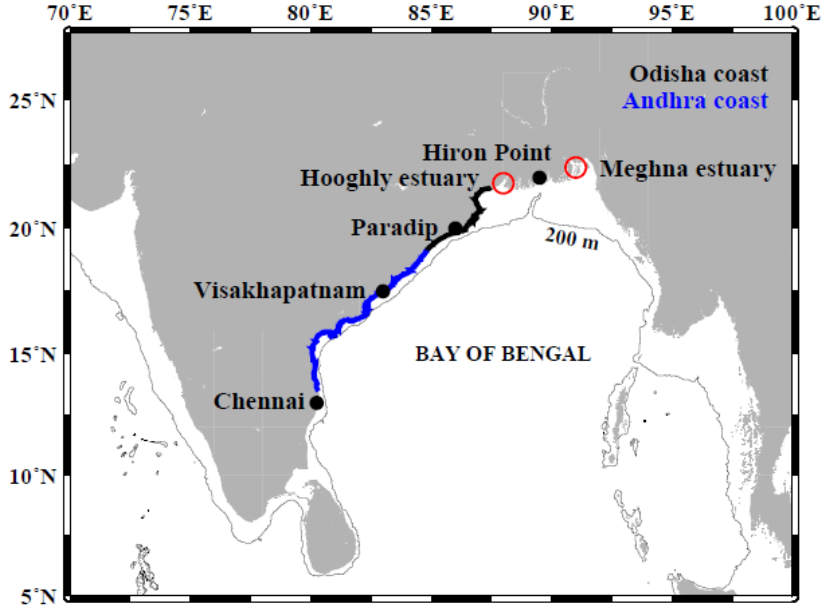 70˚E 75˚E 80˚E 85˚E 90˚E 95˚E 100˚E
Odisha coast
25˚N
Andhra coast
Hiron Point
Meghna estuary
Hooghly estuary
20˚N
Paradip
200 m
Visakhapatnam
15˚N
BAY OF BENGAL
Chennai
10˚N
5˚N